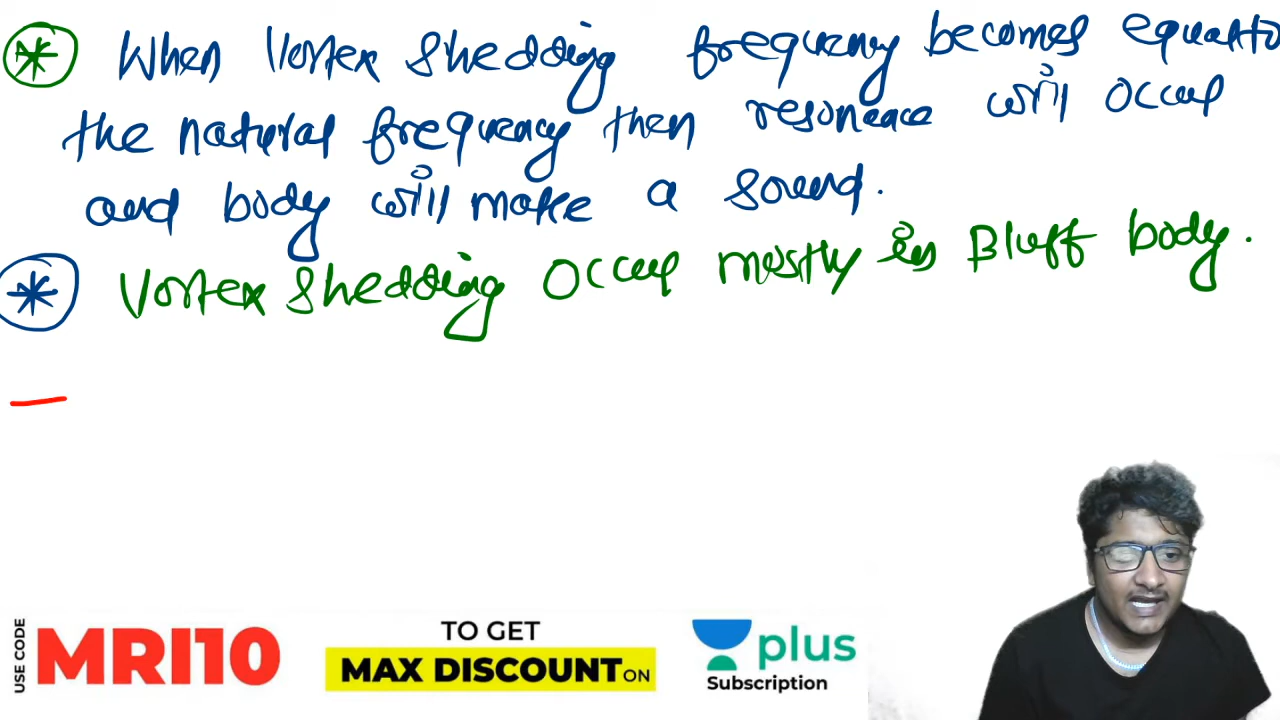 When Vortex Shedding frequency becomes equal to
the natural frequency then resonance will occur
and body will make a sound.
Vortex Shedding Occur mostly in Bluff body.
USE CODE
MRI10
TO GET
MAX DISCOUNT ON
plus
Subscription